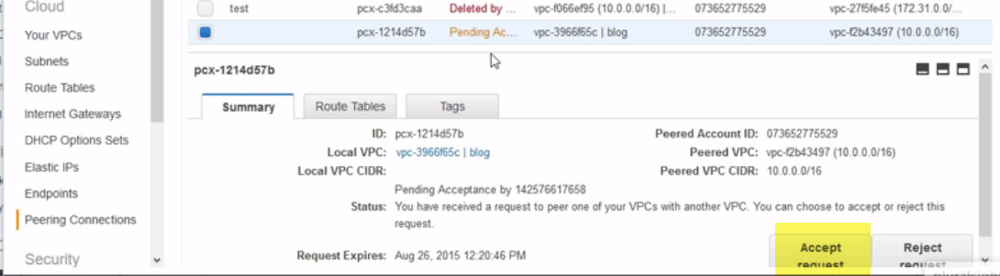 Cloud
Your VPCs
Subnets
Route Tables
Internet Gateways
DHCP Options Sets
Elastic IPs
Endpoints
Peering Connections
Security
test pcx-c3fd3caa Deleted by ... vpc-f066ef95 (10.0.0.0/16) |... 073652775529 vpc-27f5fe45 (172.31.0.0/...
pcx-1214d57b Pending Ac... vpc-3966f65c | blog 073652775529 vpc-f2b43497 (10.0.0.0/16)
pcx-1214d57b
Summary Route Tables Tags
ID: pcx-1214d57b Peered Account ID: 073652775529
Local VPC: vpc-3966f65c | blog Peered VPC: vpc-f2b43497 (10.0.0.0/16)
Local VPC CIDR: Peered VPC CIDR: 10.0.0.0/16
Pending Acceptance by 142576617658
Status: You have received a request to peer one of your VPCs with another VPC. You can choose to accept or reject this
request.
Request Expires: Aug 26, 2015 12:20:46 PM
Accept
request
Reject
request